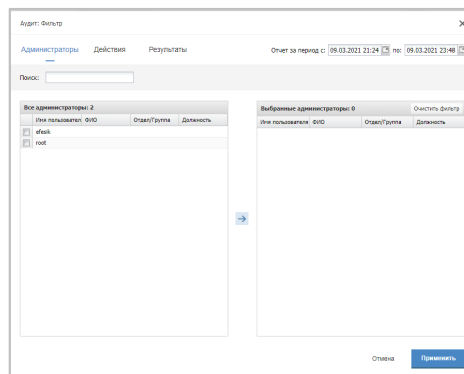 Аудит: Фильтр
Администраторы Действия Результаты Отчет за период с: 09.03.2021 21:24 по: 09.03.2021 23:48
Поиск:
Все администраторы: 2
Имя пользовател ФИО Отдел/Группа Должность
efesik
root
Выбранные администраторы: 0 Очистить фильтр
Имя пользователя ФИО Отдел/Группа Должность
Отмена Применить